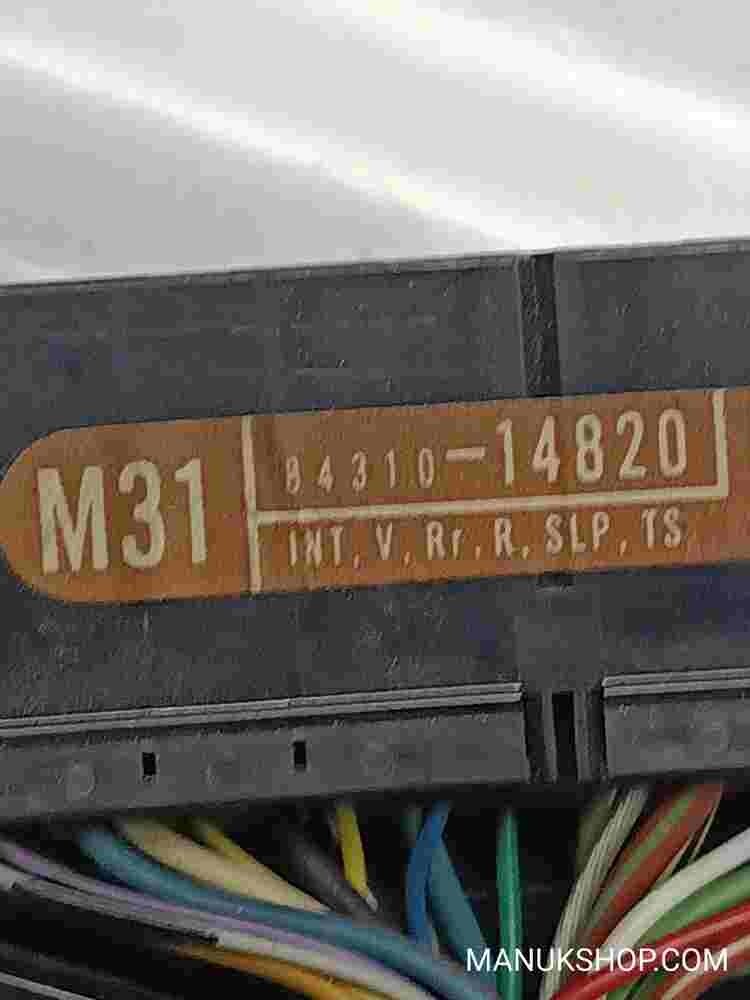 M31
84310-14820
INT, V, Rr, R, SLP, TS
MANUKSHOP.COM